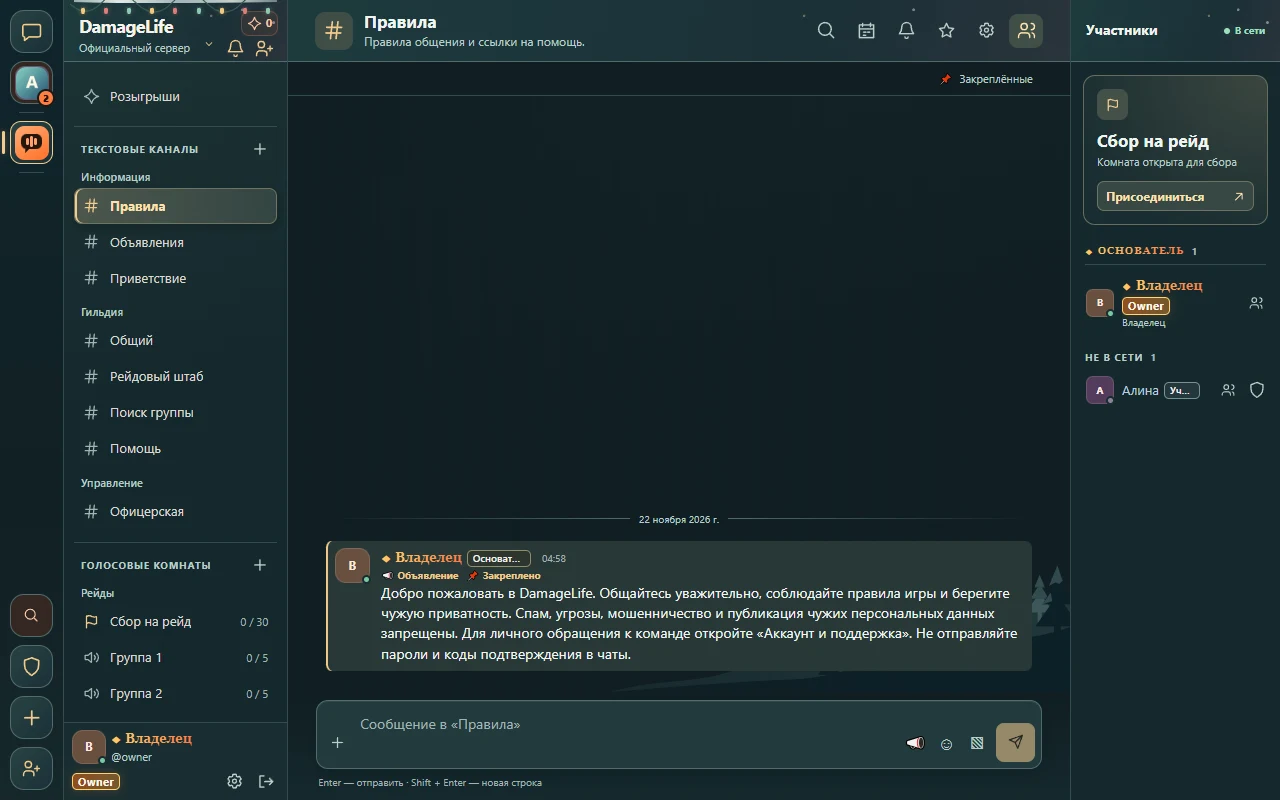 A
2
DamageLife
0
Официальный сервер
Розыгрыши
ТЕКСТОВЫЕ КАНАЛЫ
Информация
Правила
Объявления
Приветствие
Гильдия
Общий
Рейдовый штаб
Поиск группы
Помощь
Управление
Офицерская
ГОЛОСОВЫЕ КОМНАТЫ
Рейды
Сбор на рейд 0 / 30
Группа 1 0 / 5
Группа 2 0 / 5
В Владелец
@owner
Owner
# Правила
Правила общения и ссылки на помощь.
Закреплённые
22 ноября 2026 г.
В Владелец Основат... 04:58
Объявление Закреплено
Добро пожаловать в DamageLife. Общайтесь уважительно, соблюдайте правила игры и берегите
чужую приватность. Спам, угрозы, мошенничество и публикация чужих персональных данных
запрещены. Для личного обращения к команде откройте «Аккаунт и поддержка». Не отправляйте
пароли и коды подтверждения в чаты.
Сообщение в «Правила»
Enter — отправить · Shift + Enter — новая строка
Участники В сети
Сбор на рейд
Комната открыта для сбора
Присоединиться
ОСНОВАТЕЛЬ 1
В Владелец
Owner
Владелец
НЕ В СЕТИ 1
А Алина Уч...